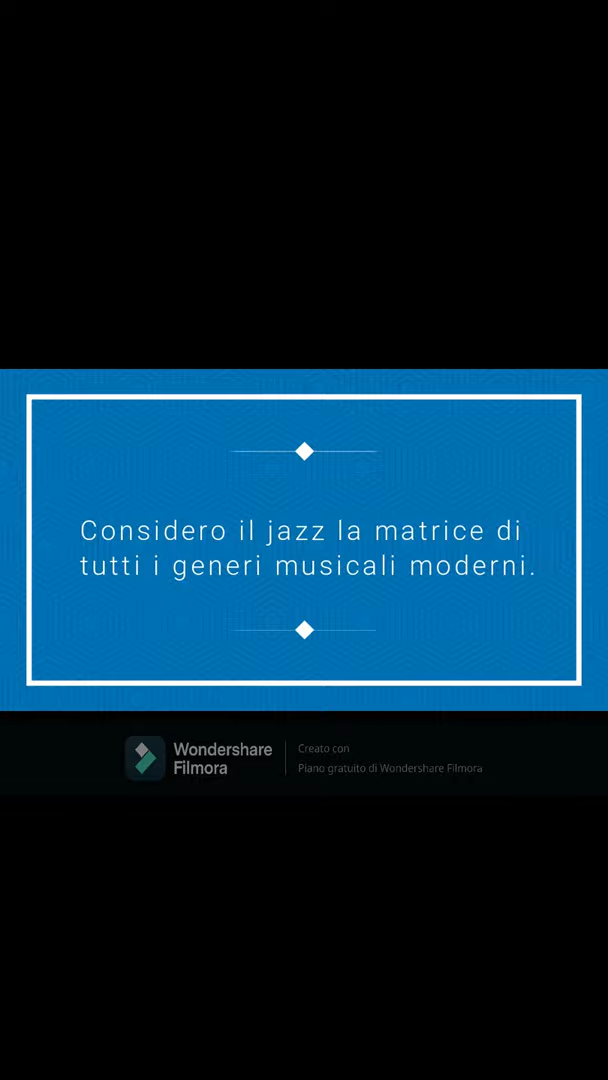 Considero il jazz la matrice di
tutti i generi musicali moderni.
Wondershare
Filmora
Creato con
Piano gratuito di Wondershare Filmora